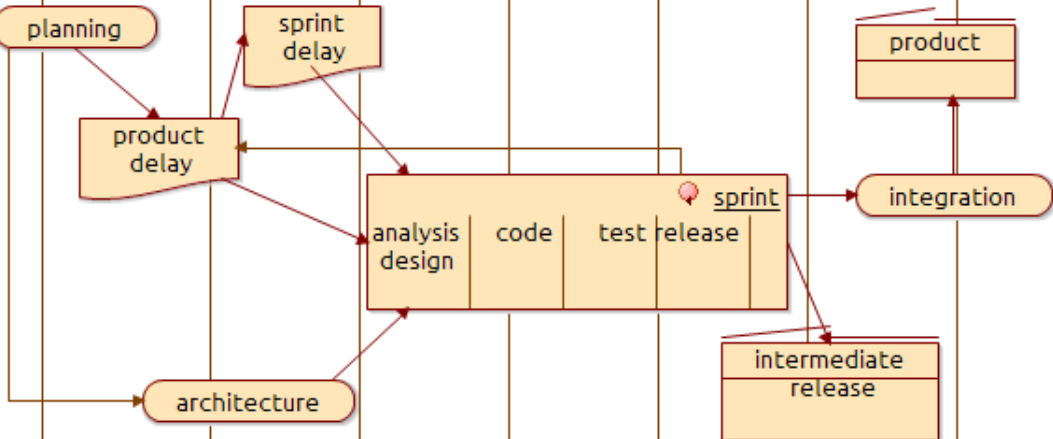 planning
sprint
delay
product
product
delay
sprint
integration
analysis
design
code
test release
intermediate
release
architecture